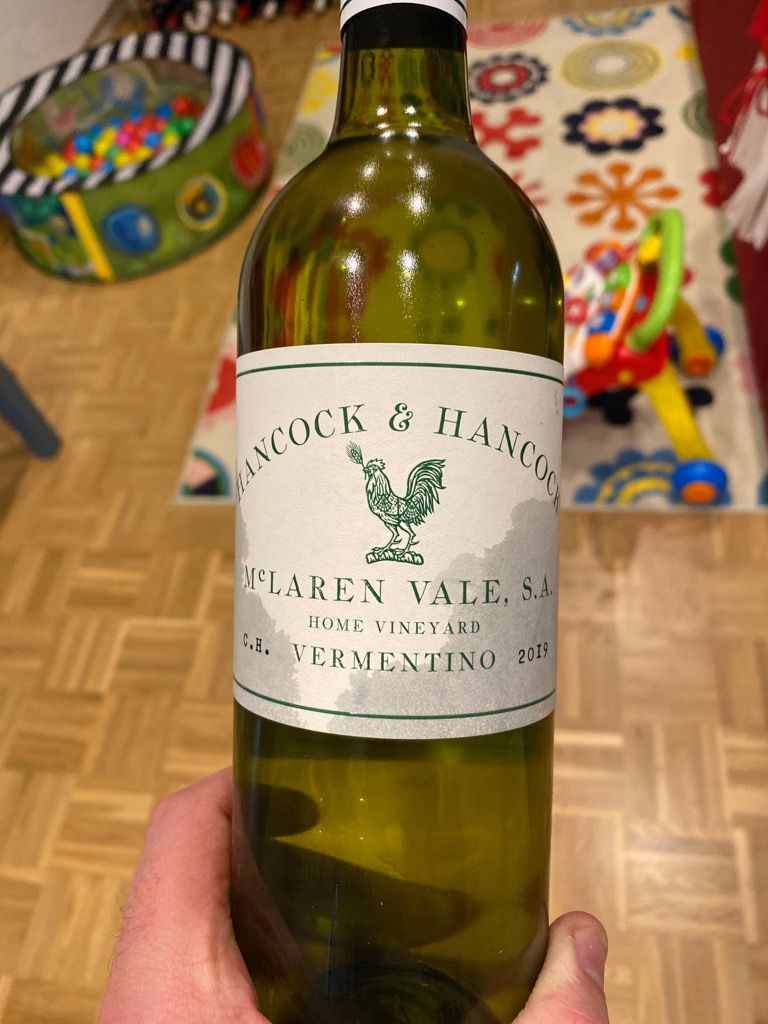 HANCOCK & HANCOCK
McLAREN VALE, S.A.
HOME VINEYARD
C.H. VERMENTINO 2019